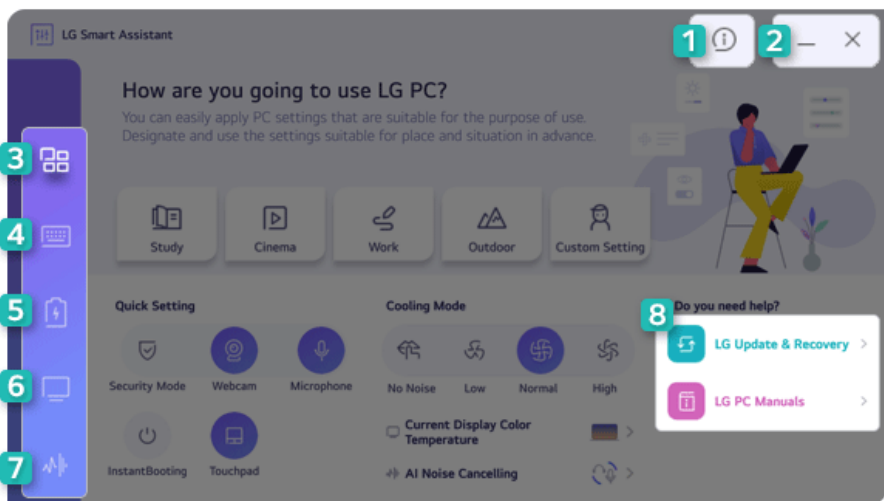 LG Smart Assistant
1
2
How are you going to use LG PC?
You can easily apply PC settings that are suitable for the purpose of use.
Designate and use the settings suitable for place and situation in advance.
3
4
5
6
7
Study
Cinema
Work
Outdoor
Custom Setting
Quick Setting
Security Mode
Webcam
Microphone
InstantBooting
Touchpad
Cooling Mode
No Noise
Low
Normal
High
Current Display Color
Temperature
AI Noise Cancelling
Do you need help?
8
LG Update & Recovery
LG PC Manuals